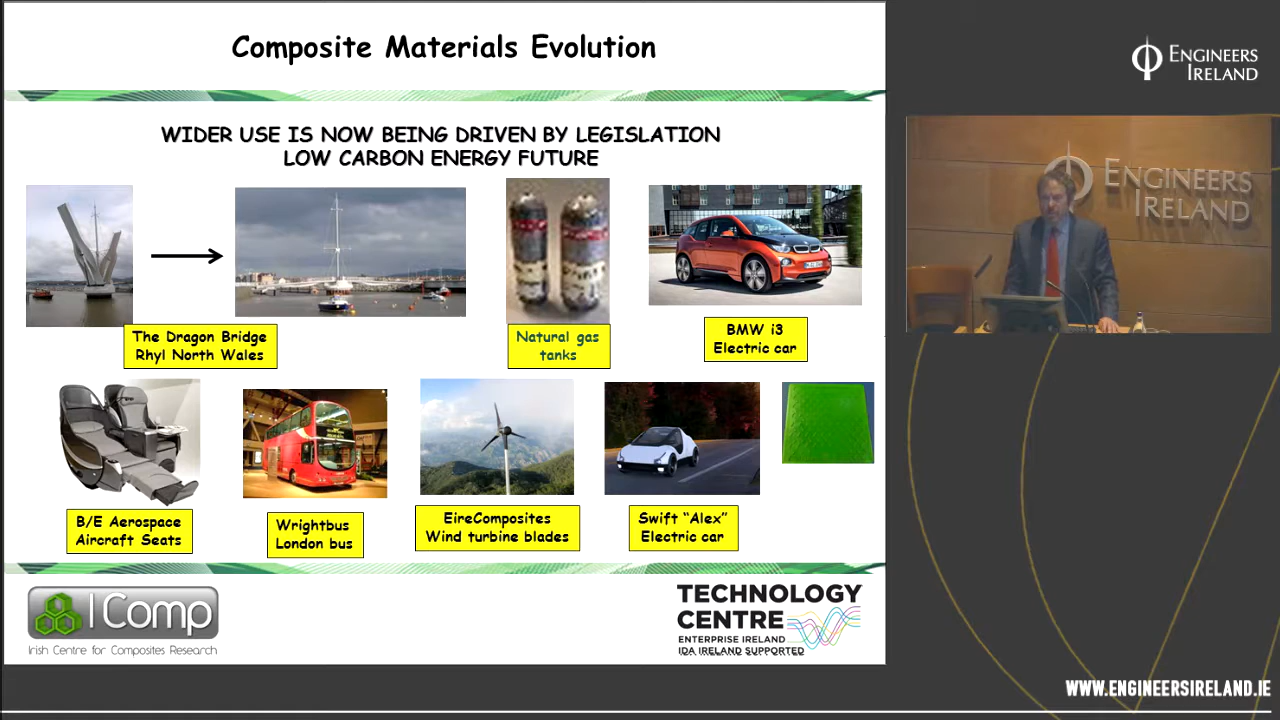 Composite Materials Evolution
WIDER USE IS NOW BEING DRIVEN BY LEGISLATION
LOW CARBON ENERGY FUTURE
The Dragon Bridge
Rhyl North Wales
Natural gas
tanks
BMW i3
Electric car
B/E Aerospace
Aircraft Seats
Wrightbus
London bus
EireComposites
Wind turbine blades
Swift “Alex”
Electric car
I Comp
Irish Centre for Composites Research
TECHNOLOGY
CENTRE
ENTERPRISE IRELAND
IDA IRELAND SUPPORTED
ENGINEERS
IRELAND
ENGINEERS
IRELAND
WWW.ENGINEERSIRELAND.IE